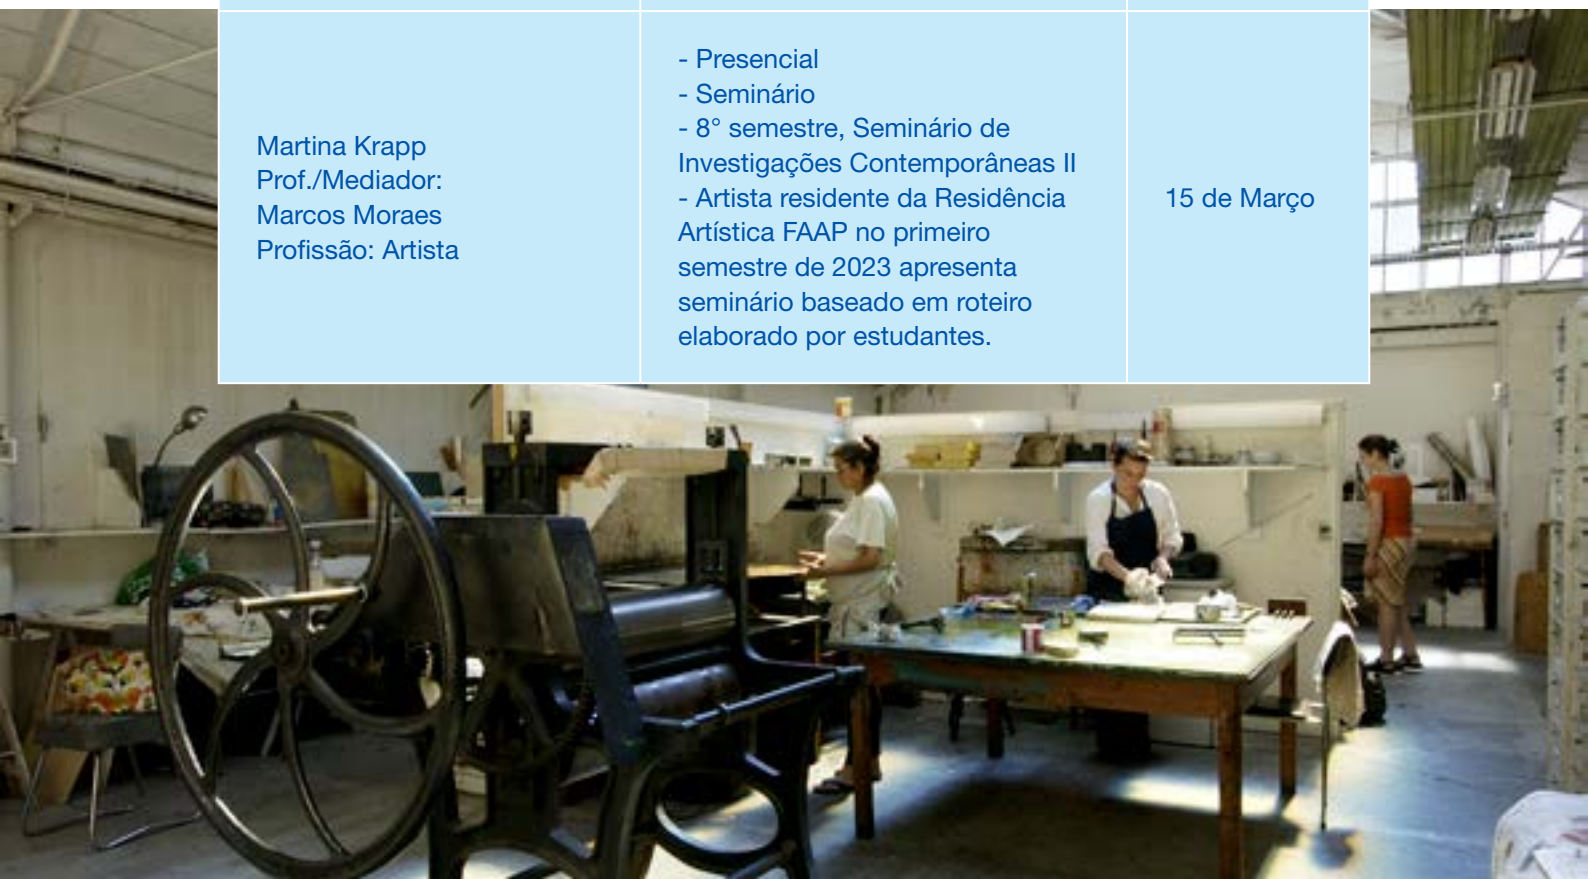 Martina Krapp
Prof./Mediador:
Marcos Moraes
Profissão: Artista
- Presencial
- Seminário
- 8° semestre, Seminário de
Investigações Contemporâneas II
- Artista residente da Residência
Artística FAAP no primeiro
semestre de 2023 apresenta
seminário baseado em roteiro
elaborado por estudantes.
15 de Março